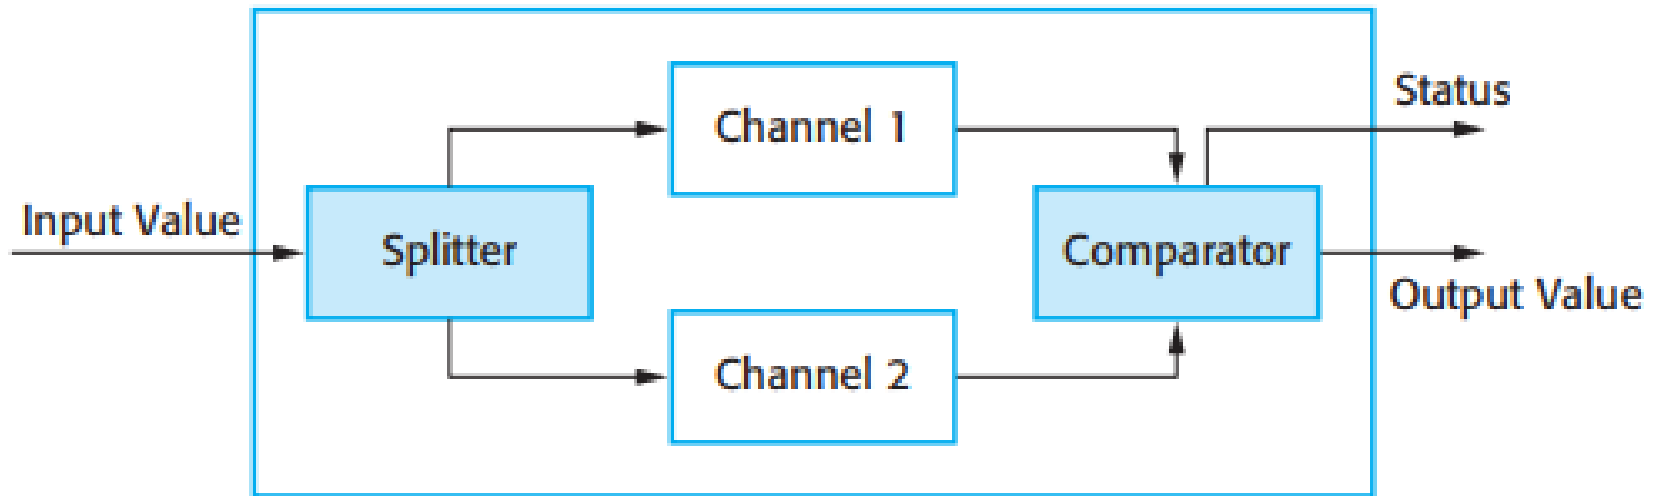 Status
Channel 1
Input Value
Splitter
Comparator
Output Value
Channel 2